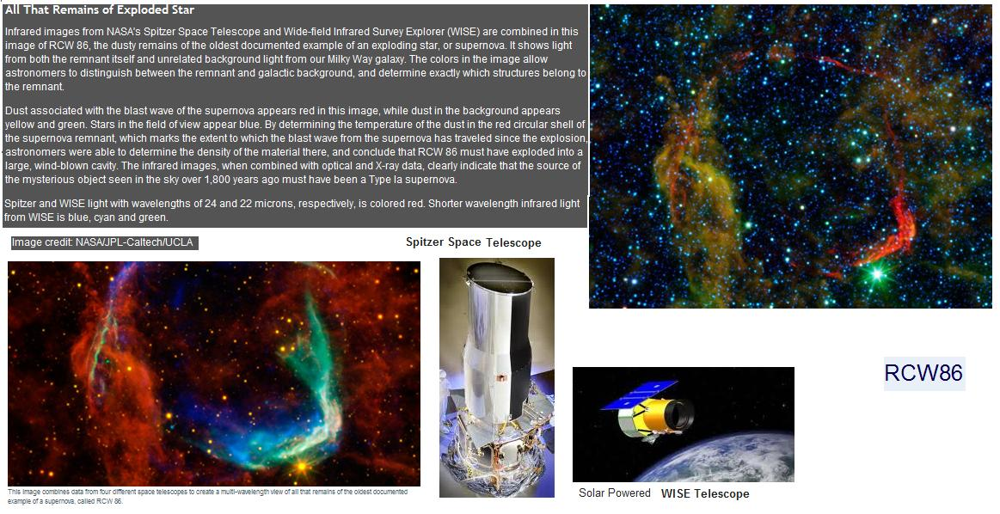 All That Remains of Exploded Star
Infrared images from NASA's Spitzer Space Telescope and Wide-field Infrared Survey Explorer (WISE) are combined in this
image of RCW 86, the dusty remains of the oldest documented example of an exploding star, or supernova. It shows light
from both the remnant itself and unrelated background light from our Milky Way galaxy. The colors in the image allow
astronomers to distinguish between the remnant and galactic background, and determine exactly which structures belong to
the remnant.
Dust associated with the blast wave of the supernova appears red in this image, while dust in the background appears
yellow and green. Stars in the field of view appear blue. By determining the temperature of the dust in the red circular shell of
the supernova remnant, which marks the extent to which the blast wave from the supernova has traveled since the explosion,
astronomers were able to determine the density of the material there, and conclude that RCW 86 must have exploded into a
large, wind-blown cavity. The infrared images, when combined with optical and X-ray data, clearly indicate that the source of
the mysterious object seen in the sky over 1,800 years ago must have been a Type Ia supernova.
Spitzer and WISE light with wavelengths of 24 and 22 microns, respectively, is colored red. Shorter wavelength infrared light
from WISE is blue, cyan and green.
Image credit: NASA/JPL-Caltech/UCLA
Spitzer Space Telescope
RCW86
This image combines data from four different space telescopes to create a multi-wavelength view of all that remains of the oldest documented
example of a supernova, called RCW 86.
Solar Powered WISE Telescope